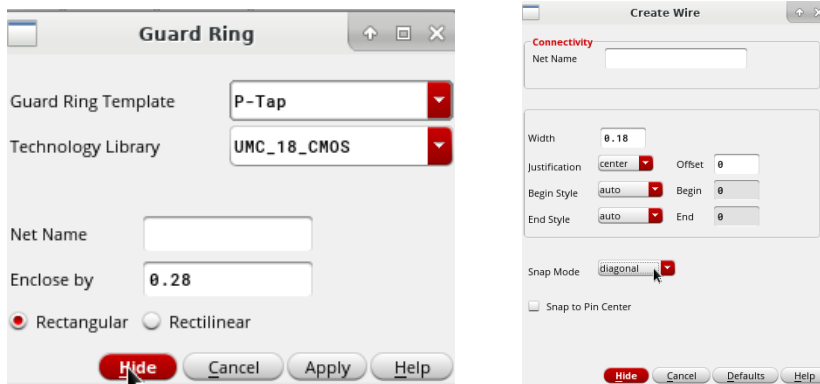 Guard Ring
Guard Ring Template P-Tap
Technology Library UMC_18_CMOS
Net Name
Enclose by 0.28
Rectangular Rectilinear
Hide Cancel Apply Help
Create Wire
Connectivity
Net Name
Width 0.18
Justification center Offset 0
Begin Style auto Begin 0
End Style auto End 0
Snap Mode diagonal
Snap to Pin Center
Hide Cancel Defaults Help